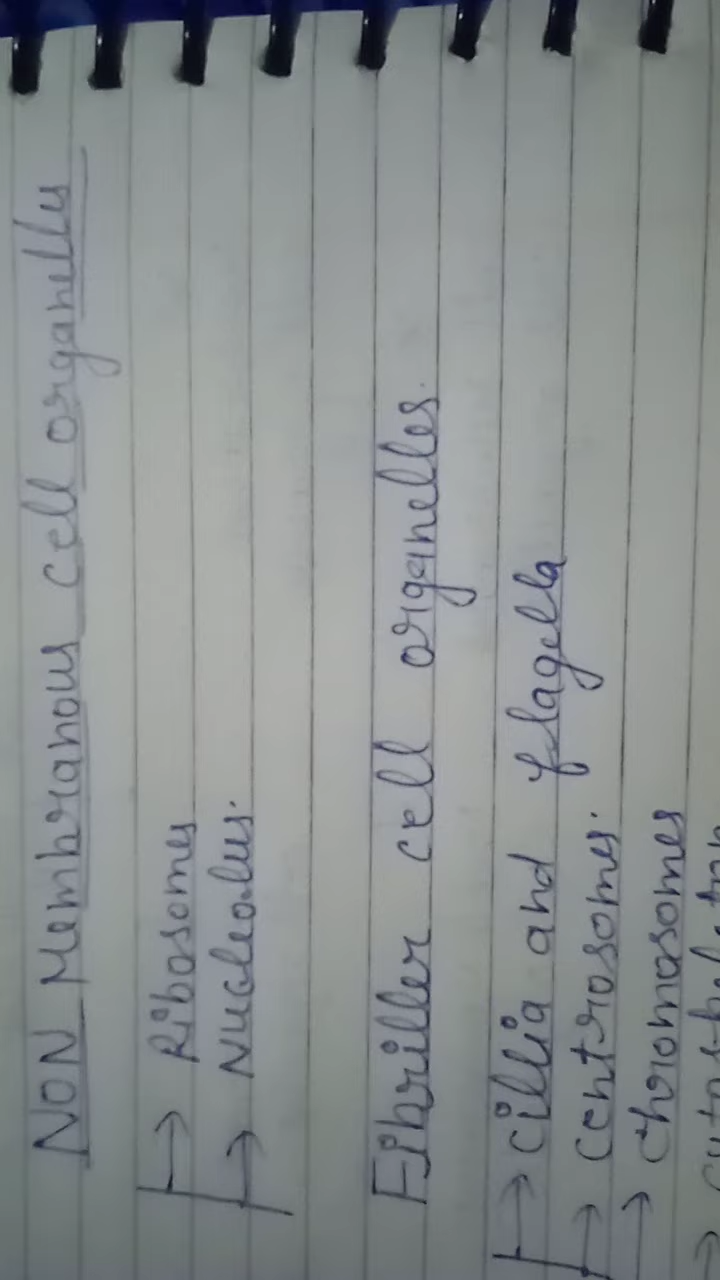 NON Membranous cell organelles
→ Ribosomes
→ Nucleolus.
Fibriller cell organelles.
→ cillia and flagella
→ centrosomes.
→ chromosomes
→